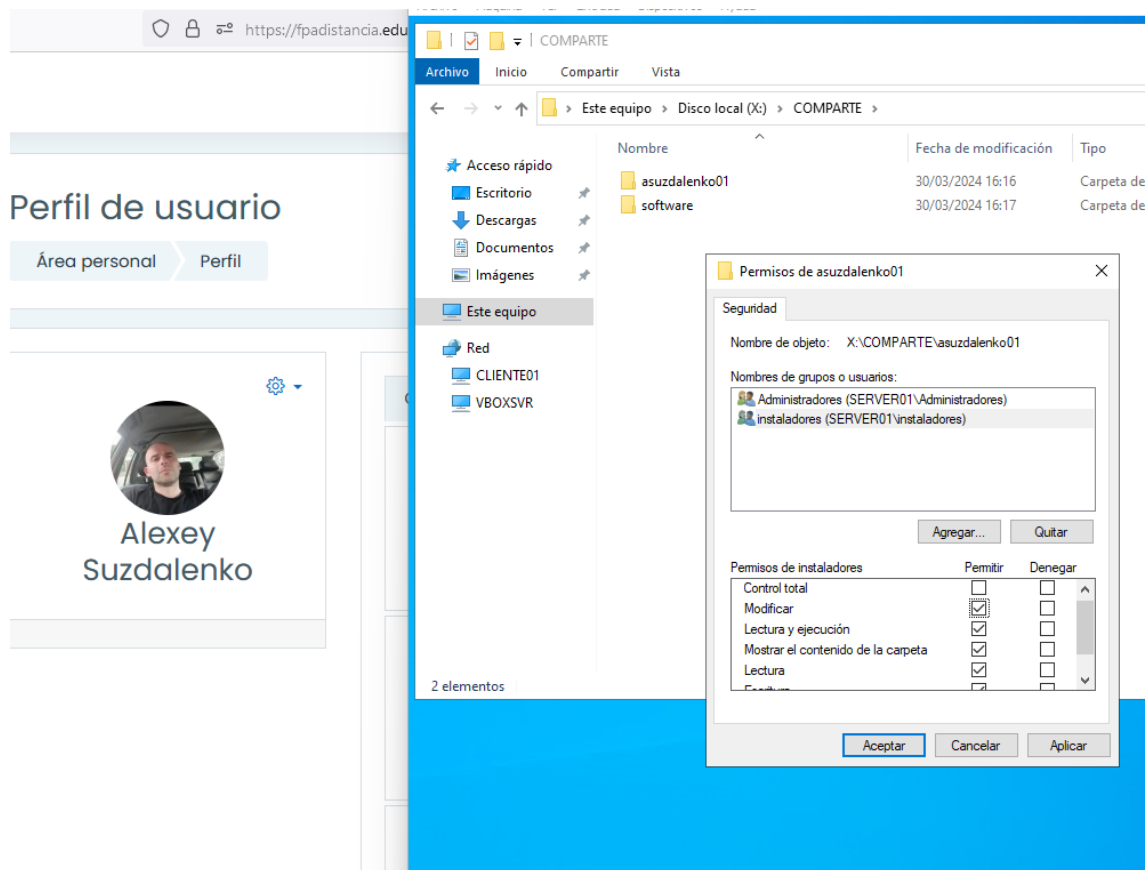 https://fpadistancia.edu
Perfil de usuario
Área personal
Perfil
Alexey
Suzdalenko
COMPARTE
Archivo
Inicio
Compartir
Vista
Este equipo
Disco local (X:)
COMPARTE
Nombre
Fecha de modificación
Tipo
Acceso rápido
Escritorio
Descargas
Documentos
Imágenes
Este equipo
Red
CLIENTE01
VBOXSVR
asuzdalenko01
30/03/2024 16:16
Carpeta de
software
30/03/2024 16:17
Carpeta de
2 elementos
Permisos de asuzdalenko01
Seguridad
Nombre de objeto: X:\COMPARTE\asuzdalenko01
Nombres de grupos o usuarios:
Administradores (SERVER01\Administradores)
instaladores (SERVER01\instaladores)
Agregar...
Quitar
Permisos de instaladores Permitir Denegar
Control total
Modificar
Lectura y ejecución
Mostrar el contenido de la carpeta
Lectura
Aceptar
Cancelar
Aplicar